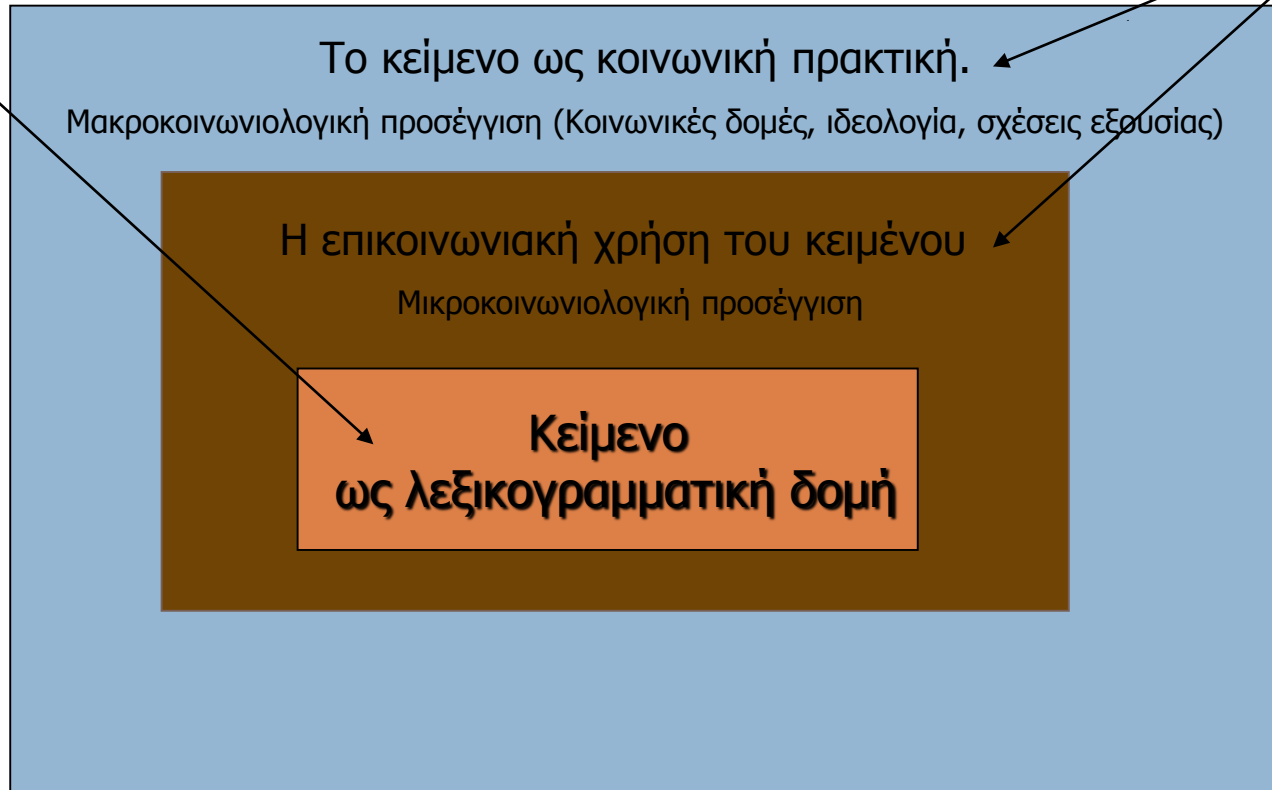 Το κείμενο ως κοινωνική πρακτική.
Μακροκοινωνιολογική προσέγγιση (Κοινωνικές δομές, ιδεολογία, σχέσεις εξουσίας)
Η επικοινωνιακή χρήση του κειμένου
Μικροκοινωνιολογική προσέγγιση
Κείμενο
ως λεξικογραμματική δομή